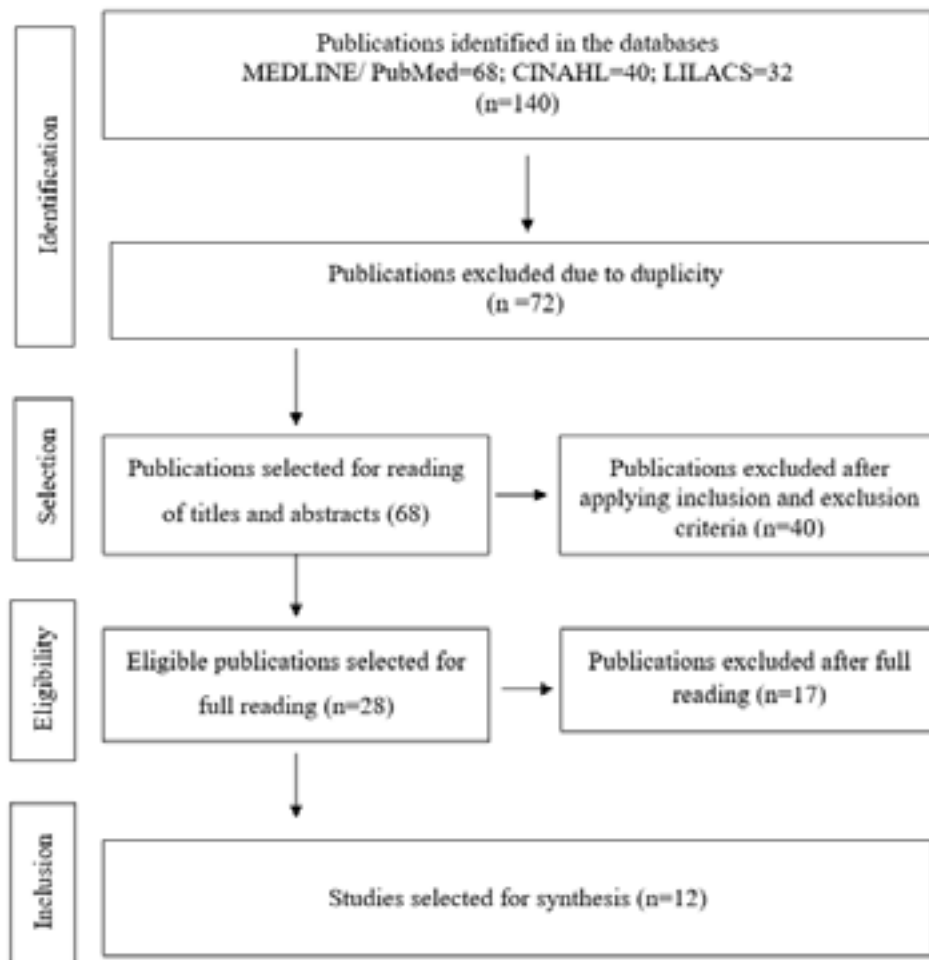 Identification
Publications identified in the databases
MEDLINE/ PubMed=68; CINAHL=40; LILACS=32
(n=140)
Publications excluded due to duplicity
(n =72)
Selection
Publications selected for reading
of titles and abstracts (68)
Publications excluded after
applying inclusion and exclusion
criteria (n=40)
Eligibility
Eligible publications selected for
full reading (n=28)
Publications excluded after full
reading (n=17)
Inclusion
Studies selected for synthesis (n=12)